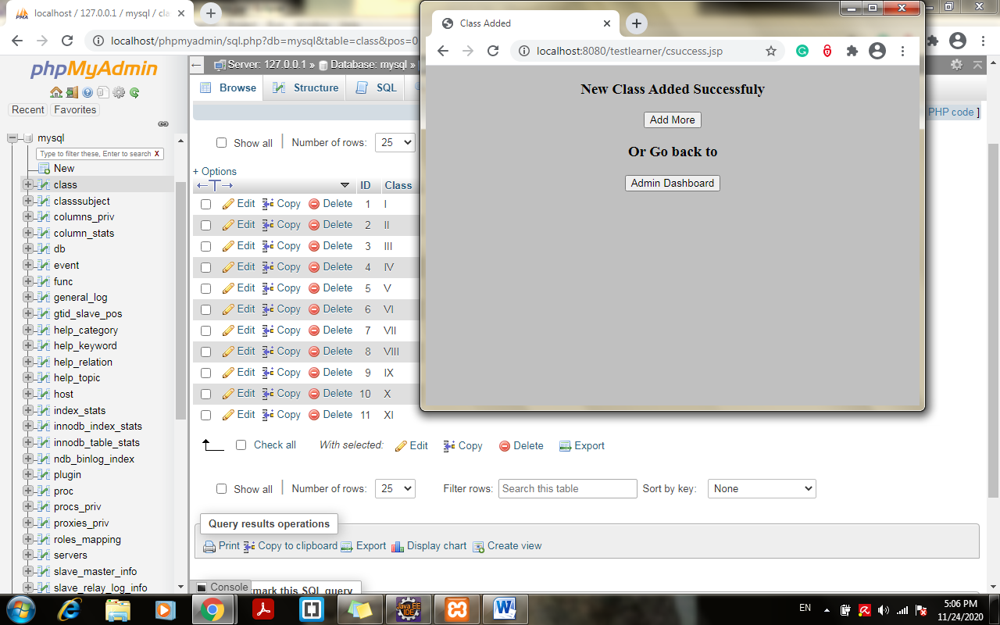 localhost / 127.0.0.1 / mysql / cla
localhost/phpmyadmin/sql.php?db=mysql&table=class&pos=0
phpMyAdmin
Recent Favorites
mysql
Type to filter these, Enter to search X
New
class
classsubject
columns_priv
column_stats
db
event
func
general_log
gtid_slave_pos
help_category
help_keyword
help_relation
help_topic
host
index_stats
innodb_index_stats
innodb_table_stats
ndb_binlog_index
plugin
proc
procs_priv
proxies_priv
roles_mapping
servers
slave_master_info
slave_relay_log_info
Server: 127.0.0.1 » Database: mysql »
Browse Structure SQL
PHP code ]
Show all | Number of rows: 25
+ Options
←T→ ID Class
Edit Copy Delete 1 I
Edit Copy Delete 2 II
Edit Copy Delete 3 III
Edit Copy Delete 4 IV
Edit Copy Delete 5 V
Edit Copy Delete 6 VI
Edit Copy Delete 7 VII
Edit Copy Delete 8 VIII
Edit Copy Delete 9 IX
Edit Copy Delete 10 X
Edit Copy Delete 11 XI
Check all With selected: Edit Copy Delete Export
Show all | Number of rows: 25 Filter rows: Search this table Sort by key: None
Query results operations
Print Copy to clipboard Export Display chart Create view
Console
mark this SQL query
Class Added
localhost:8080/testlearner/csuccess.jsp
New Class Added Successfuly
Add More
Or Go back to
Admin Dashboard
Java EE
IDE
EN
5:06 PM
11/24/2020